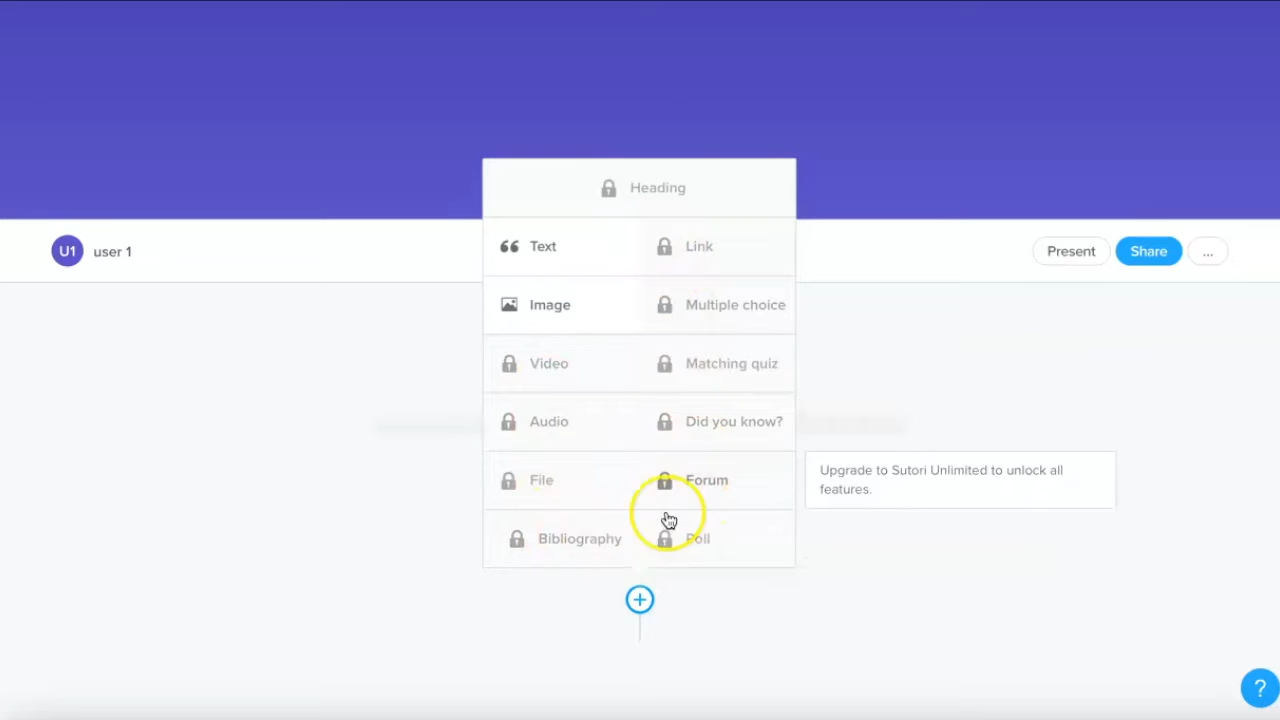 Heading
Text
Link
Image
Multiple choice
U1
user 1
Present
Share
...
Video
Matching quiz
Audio
Did you know?
File
Forum
Upgrade to Sutori Unlimited to unlock all
features.
Bibliography
Poll
?